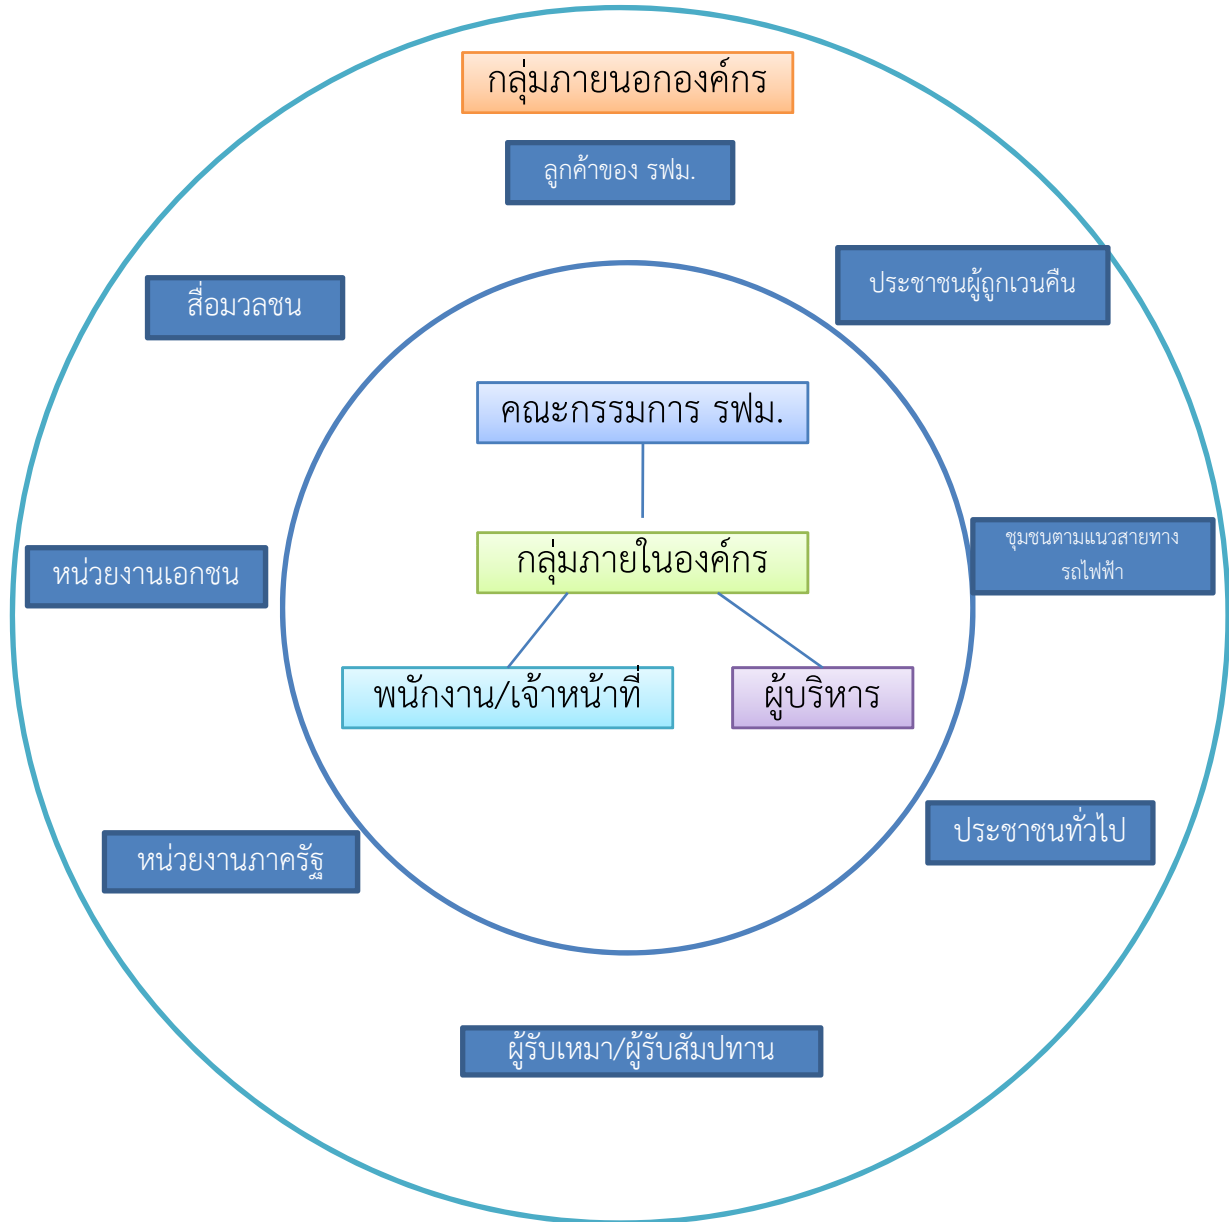 กลุ่มภายนอกองค์กร
ลูกค้าของ รฟม.
สื่อมวลชน
ประชาชนผู้ถูกเวนคืน
คณะกรรมการ รฟม.
กลุ่มภายในองค์กร
หน่วยงานเอกชน
ชุมชนตามแนวสายทาง
รถไฟฟ้า
พนักงาน/เจ้าหน้าที่
ผู้บริหาร
หน่วยงานภาครัฐ
ประชาชนทั่วไป
ผู้รับเหมา/ผู้รับสัมปทาน